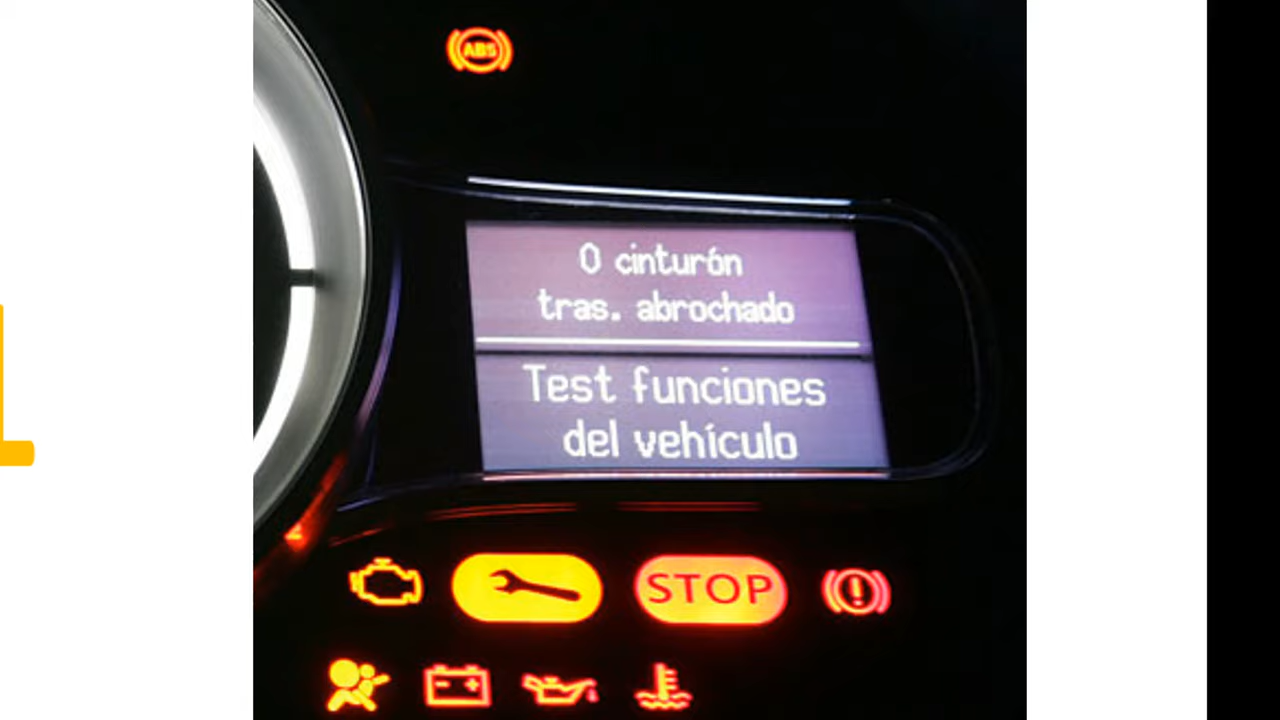 ABS
0 cinturón
tras. abrochado
Test funciones
del vehículo
STOP